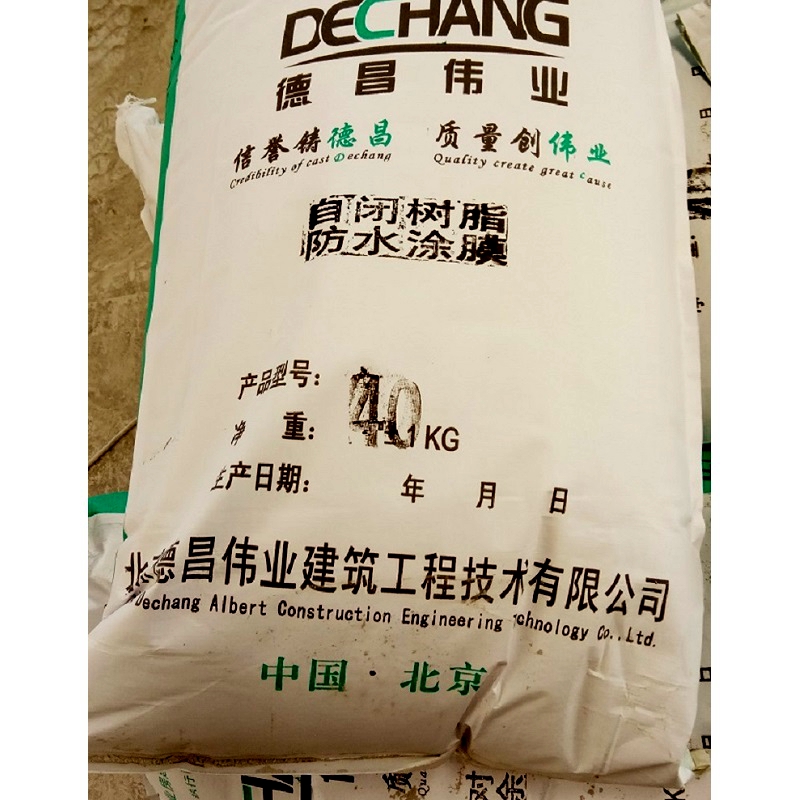 DECHANG
德昌伟业
信誉铸德昌 质量创伟业
Credibility of cast Dechang Quality create great cause
自闭树脂
防水涂膜
产品型号：
40
净 重： ±1KG
生产日期： 年 月 日
北德昌伟业建筑工程技术有限公司
Dechang Albert Construction Engineering chnology Co.,Ltd.
中国·北京